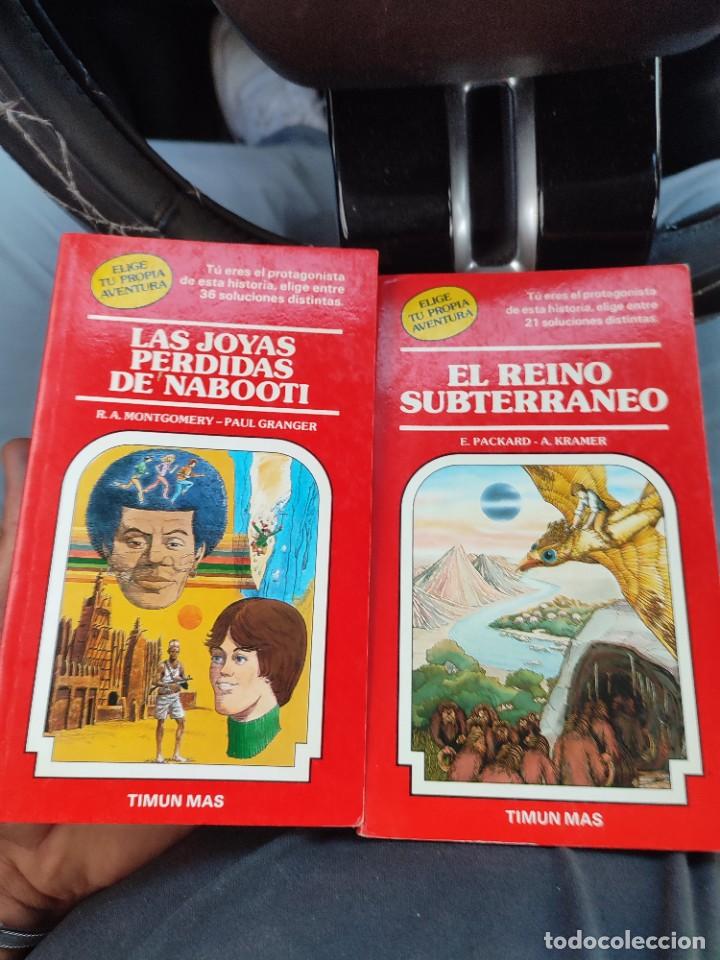 ELIGE
TU PROPIA
AVENTURA
Tú eres el protagonista
de esta historia, elige entre
36 soluciones distintas.
LAS JOYAS
PERDIDAS
DE NABOOTI
R. A. MONTGOMERY - PAUL GRANGER
TIMUN MAS
ELIGE
TU PROPIA
AVENTURA
Tú eres el protagonista
de esta historia, elige entre
21 soluciones distintas.
EL REINO
SUBTERRANEO
E. PACKARD - A. KRAMER
TIMUN MAS
todocoleccion